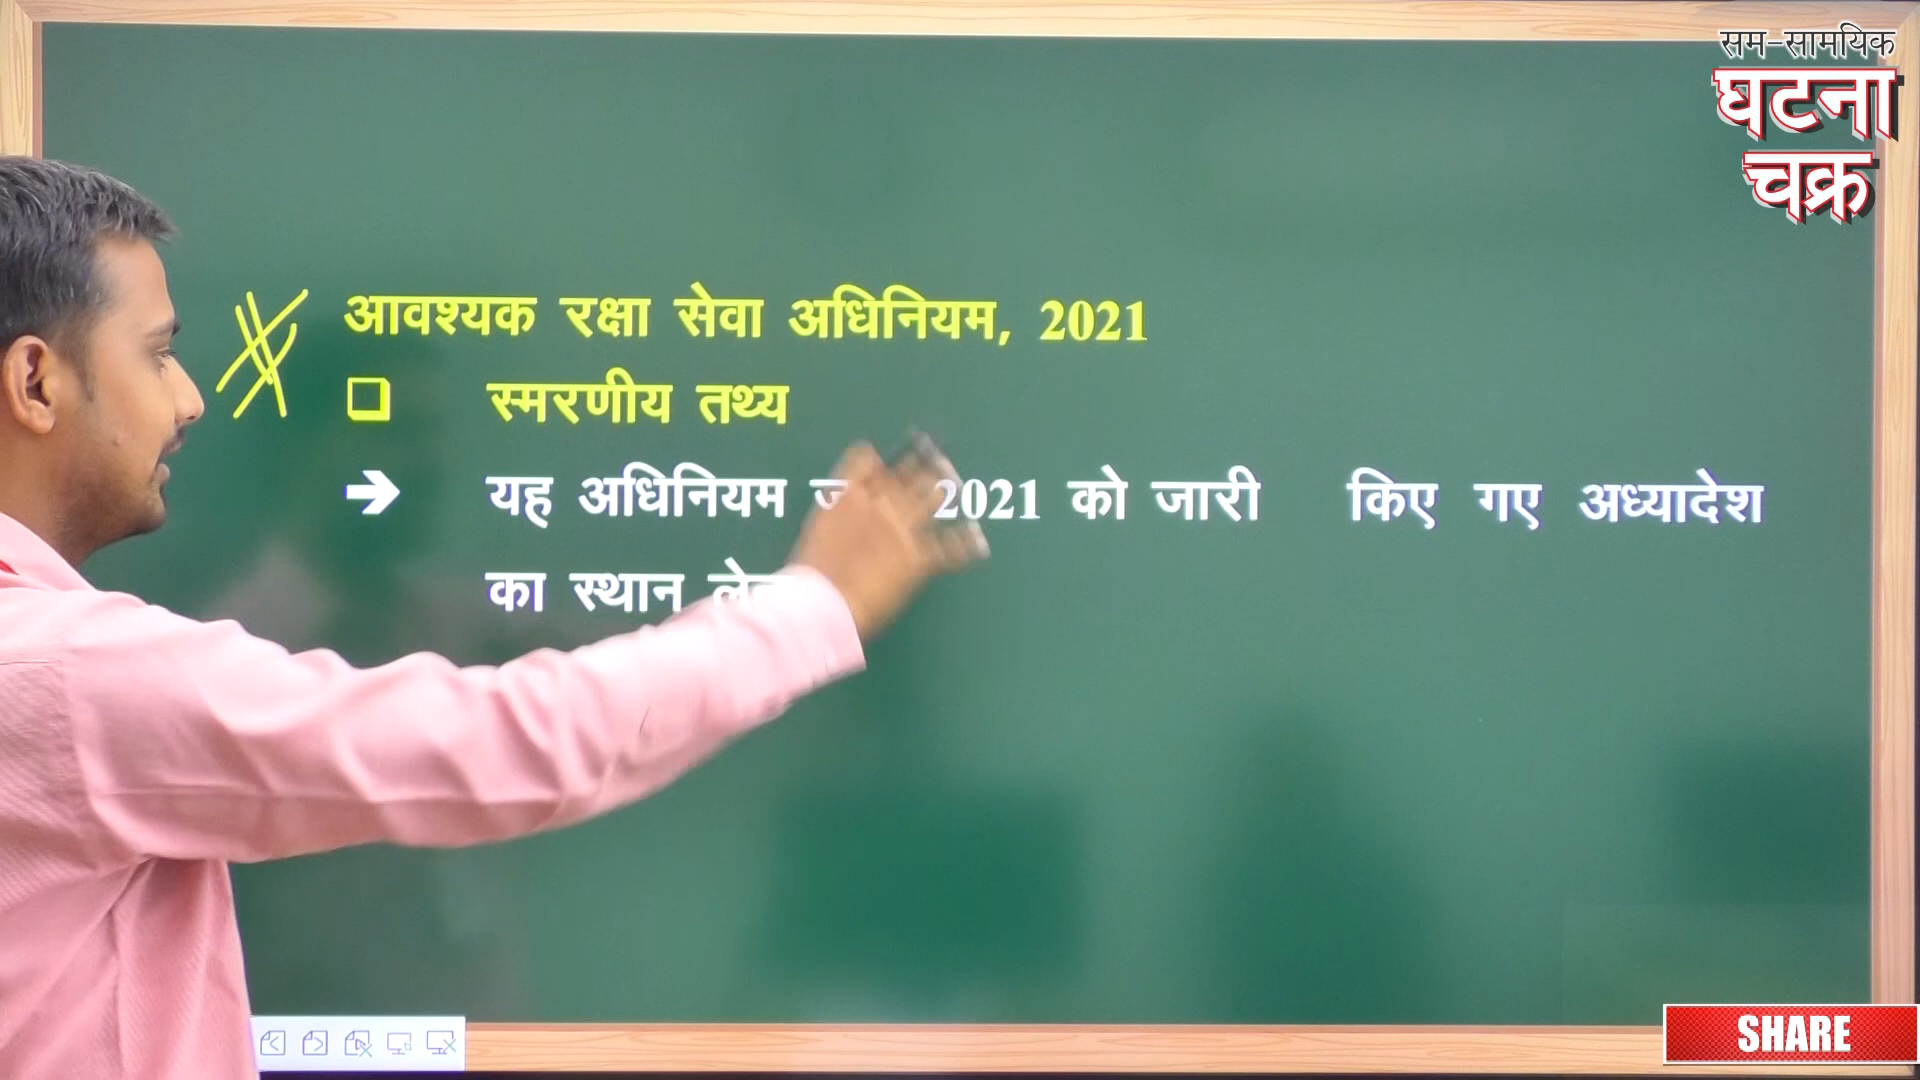 सम-सामयिक
घटना
चक्र
आवश्यक रक्षा सेवा अधिनियम, 2021
स्मरणीय तथ्य
यह अधिनियम 2021 को जारी किए गए अध्यादेश
का स्थान
SHARE